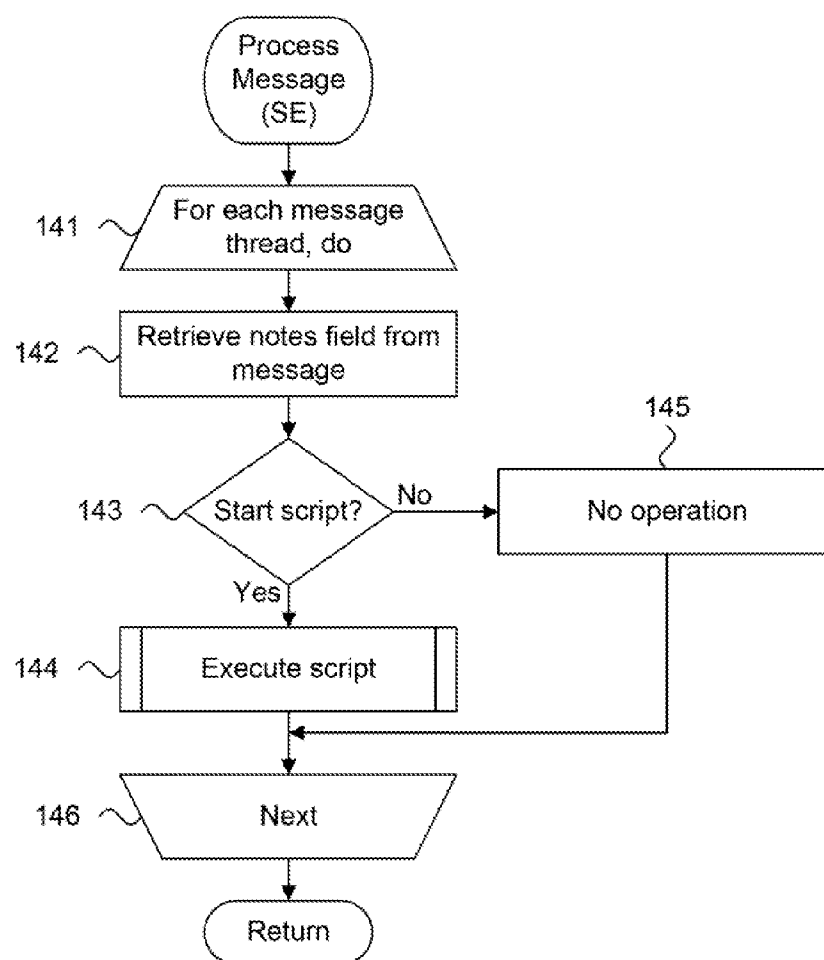 Process
Message
(SE)
141
For each message
thread, do
142
Retrieve notes field from
message
145
143
Start script?
No
No operation
Yes
144
Execute script
146
Next
Return